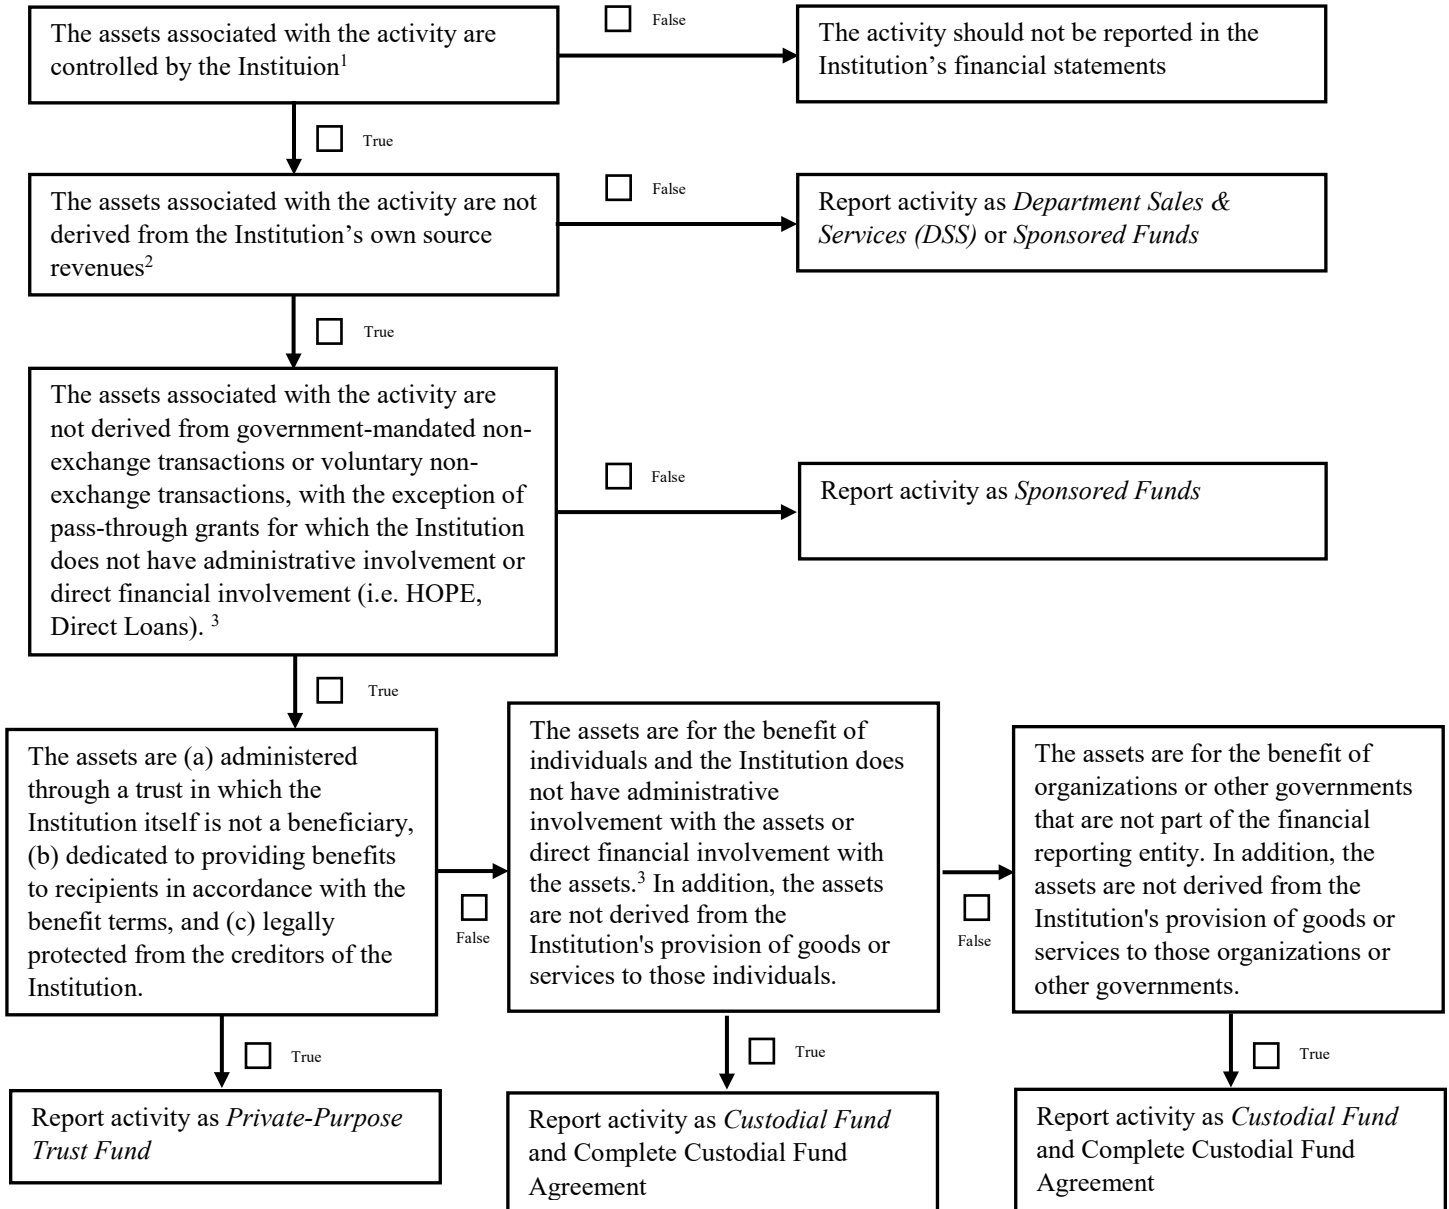 The assets associated with the activity are
controlled by the Instituion1
False
The activity should not be reported in the
Institution’s financial statements
True
The assets associated with the activity are not
derived from the Institution’s own source
revenues2
False
Report activity as Department Sales &
Services (DSS) or Sponsored Funds
True
The assets associated with the activity are
not derived from government-mandated non-
exchange transactions or voluntary non-
exchange transactions, with the exception of
pass-through grants for which the Institution
does not have administrative involvement or
direct financial involvement (i.e. HOPE,
Direct Loans). 3
False
Report activity as Sponsored Funds
True
The assets are (a) administered
through a trust in which the
Institution itself is not a beneficiary,
(b) dedicated to providing benefits
to recipients in accordance with the
benefit terms, and (c) legally
protected from the creditors of the
Institution.
False
The assets are for the benefit of
individuals and the Institution does
not have administrative
involvement with the assets or
direct financial involvement with
the assets.3 In addition, the assets
are not derived from the
Institution's provision of goods or
services to those individuals.
False
The assets are for the benefit of
organizations or other governments
that are not part of the financial
reporting entity. In addition, the
assets are not derived from the
Institution's provision of goods or
services to those organizations or
other governments.
True
Report activity as Private-Purpose
Trust Fund
True
Report activity as Custodial Fund
and Complete Custodial Fund
Agreement
True
Report activity as Custodial Fund
and Complete Custodial Fund
Agreement